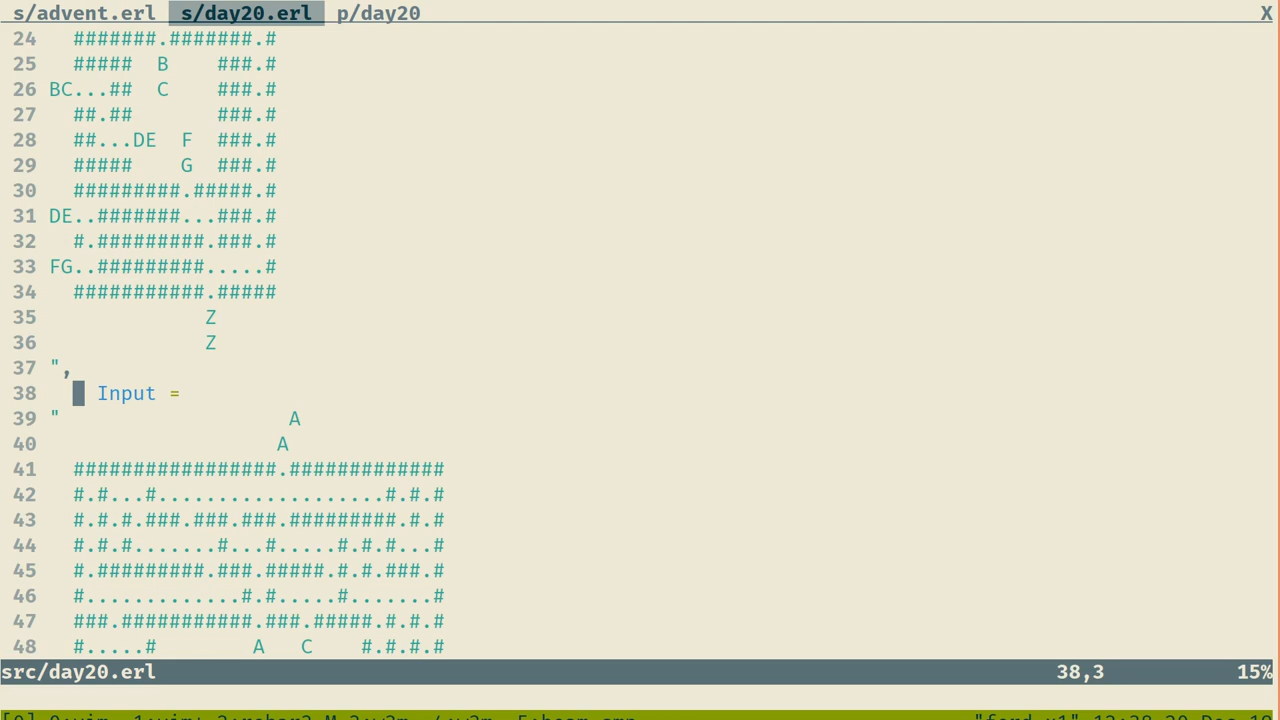 s/advent.erl  s/day20.erl  p/day20 X
24   #######.#######.#
25   #####  B    ###.#
26 BC...##  C    ###.#
27   ##.##       ###.#
28   ##...DE  F  ###.#
29   #####    G  ###.#
30   #########.#####.#
31 DE..#######...###.#
32   #.#########.###.#
33 FG..#########.....#
34   ###########.#####
35              Z
36              Z
37 ",
38     Input =
39 "                   A
40                    A
41   #################.#############
42   #.#...#...................#.#.#
43   #.#.#.###.###.###.#########.#.#
44   #.#.#.......#...#.....#.#.#...#
45   #.#########.###.#####.#.#.###.#
46   #.............#.#.....#.......#
47   ###.###########.###.#####.#.#.#
48   #.....#        A   C    #.#.#.#
src/day20.erl 38,3 15%